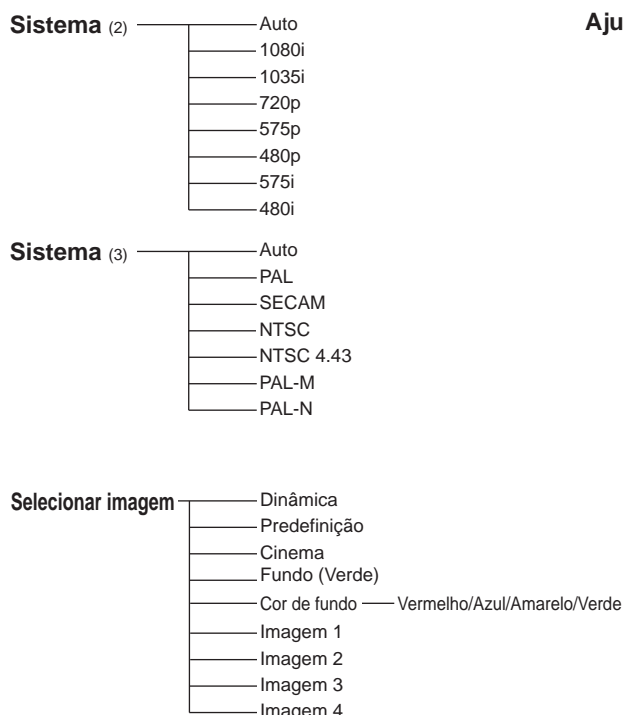 Sistema (2)
Auto
1080i
1035i
720p
575p
480p
575i
480i
Sistema (3)
Auto
PAL
SECAM
NTSC
NTSC 4.43
PAL-M
PAL-N
Selecionar imagem
Dinâmica
Predefinição
Cinema
Fundo (Verde)
Cor de fundo Vermelho/Azul/Amarelo/Verde
Imagem 1
Imagem 2
Imagem 3
Imagem 4
Aju